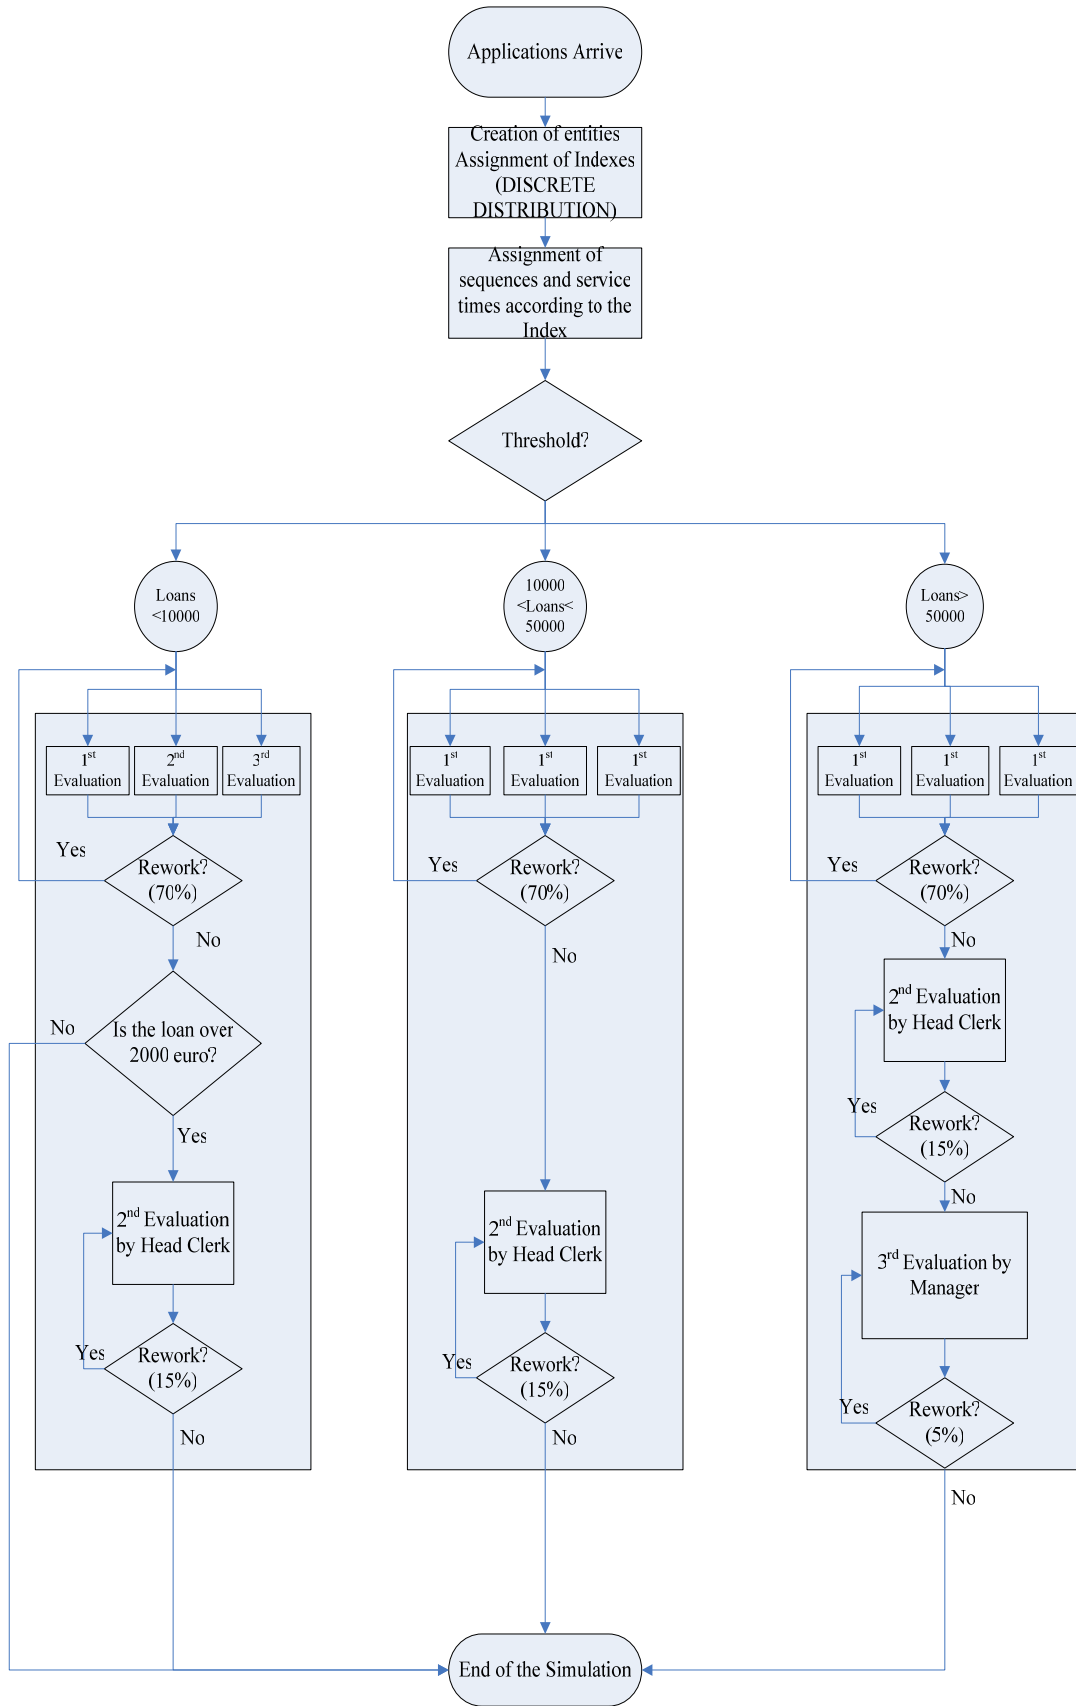 Applications Arrive
Creation of entities
Assignment of Indexes
(DISCRETE
DISTRIBUTION)
Assignment of
sequences and service
times according to the
Index
Threshold?
Loans
<10000
10000
<Loans<
50000
Loans>
50000
1st
Evaluation
2nd
Evaluation
3rd
Evaluation
1st
Evaluation
1st
Evaluation
1st
Evaluation
1st
Evaluation
1st
Evaluation
1st
Evaluation
Yes
Rework?
(70%)
Yes
Rework?
(70%)
Yes
Rework?
(70%)
No
No
No
No
Is the loan over
2000 euro?
2nd Evaluation
by Head Clerk
Yes
Yes
Rework?
(15%)
No
2nd Evaluation
by Head Clerk
2nd Evaluation
by Head Clerk
3rd Evaluation by
Manager
Yes
Rework?
(15%)
Yes
Rework?
(15%)
Yes
Rework?
(5%)
No
No
No
End of the Simulation